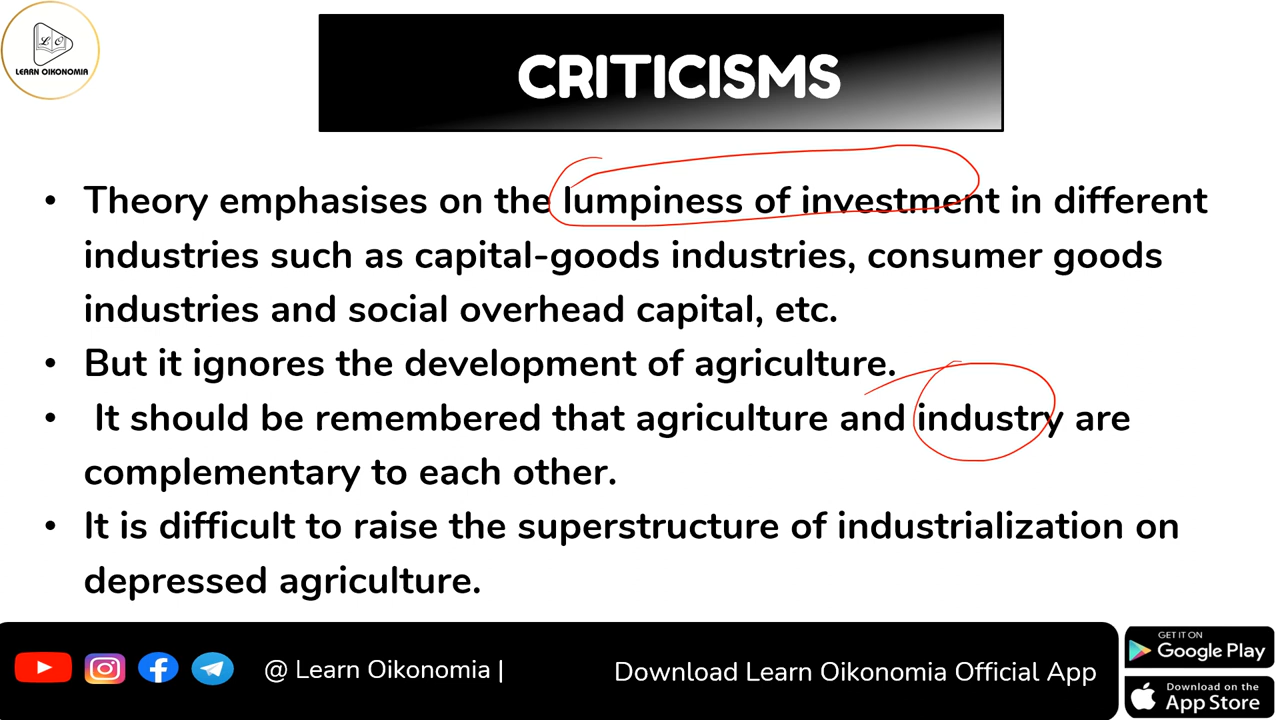 LEARN OIKONOMIA
CRITICISMS
• Theory emphasises on the lumpiness of investment in different
industries such as capital-goods industries, consumer goods
industries and social overhead capital, etc.
• But it ignores the development of agriculture.
• It should be remembered that agriculture and industry are
complementary to each other.
• It is difficult to raise the superstructure of industrialization on
depressed agriculture.
@ Learn Oikonomia |
Download Learn Oikonomia Official App
GET IT ON
Google Play
Download on the
App Store